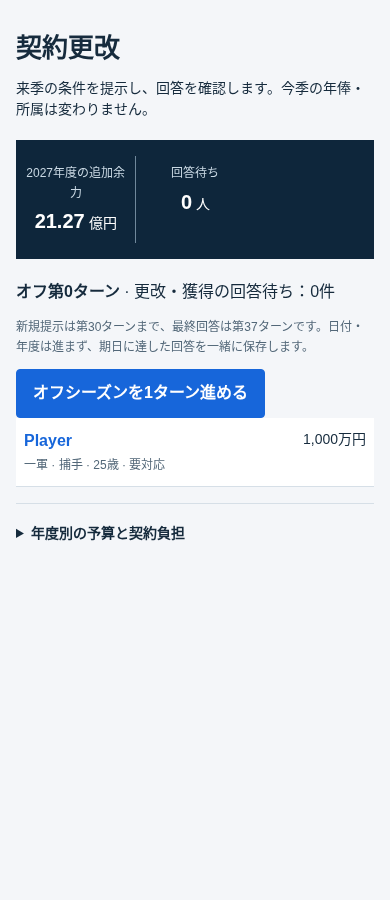 契約更改
来季の条件を提示し、回答を確認します。今季の年俸・
所属は変わりません。
2027年度の追加余
力
21.27 億円
回答待ち
0 人
オフ第0ターン · 更改・獲得の回答待ち：0件
新規提示は第30ターンまで、最終回答は第37ターンです。日付・
年度は進まず、期日に達した回答を一緒に保存します。
オフシーズンを1ターン進める
Player
1,000万円
一軍 · 捕手 · 25歳 · 要対応
▶ 年度別の予算と契約負担